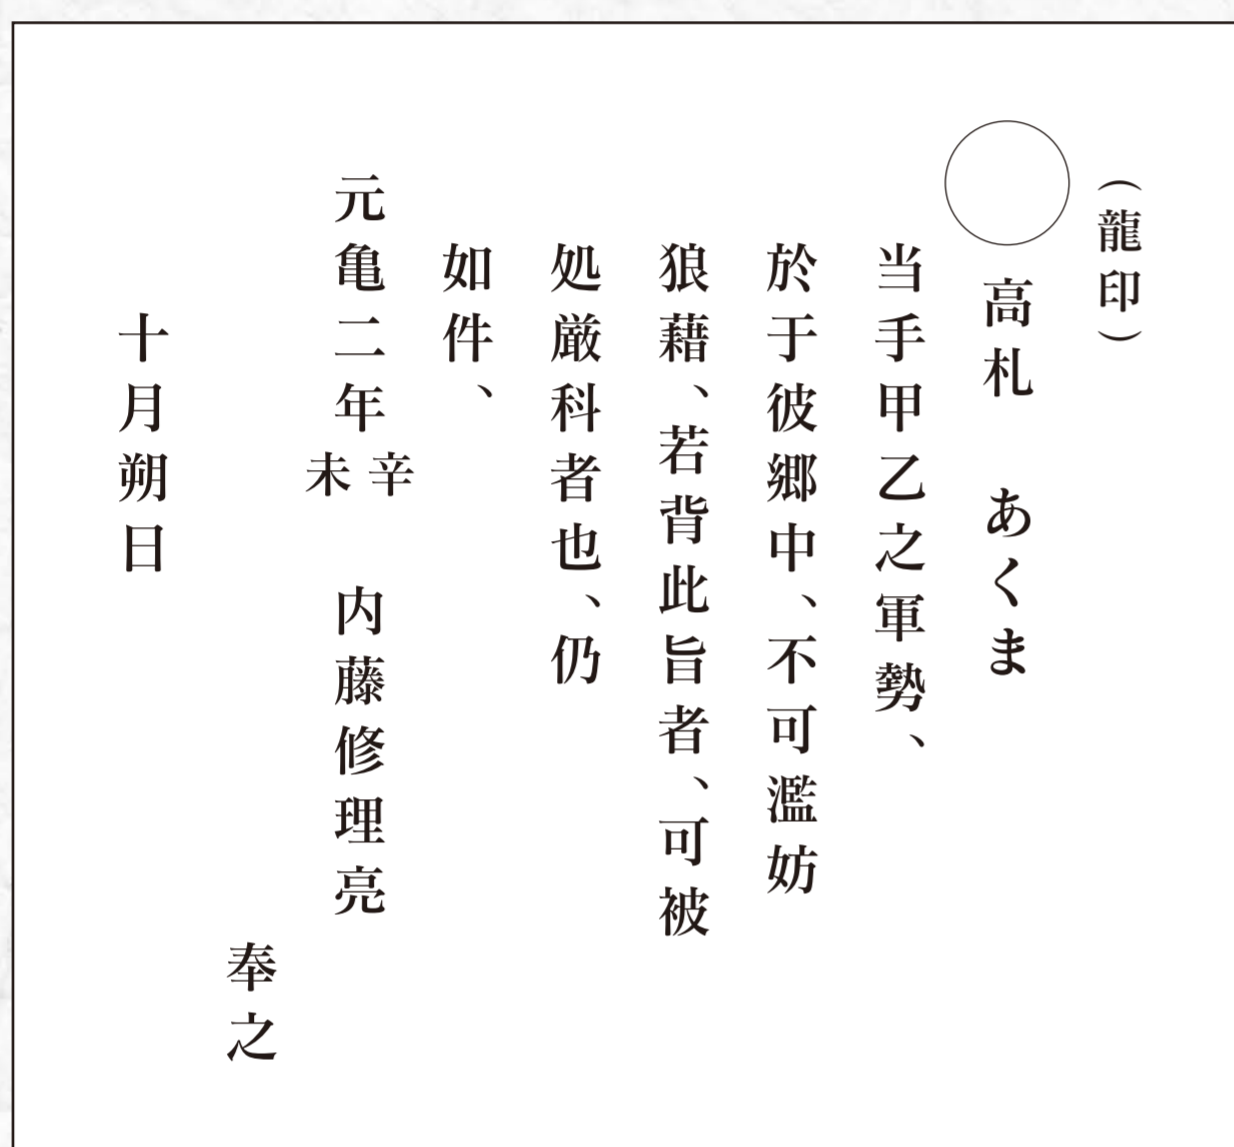 （龍印）
高札　あくま
当手甲乙之軍勢、
於于彼郷中、不可濫妨
狼藉、若背此旨者、可被
処厳科者也、仍
如件、
元亀二年辛未　内藤修理亮
奉之
十月朔日